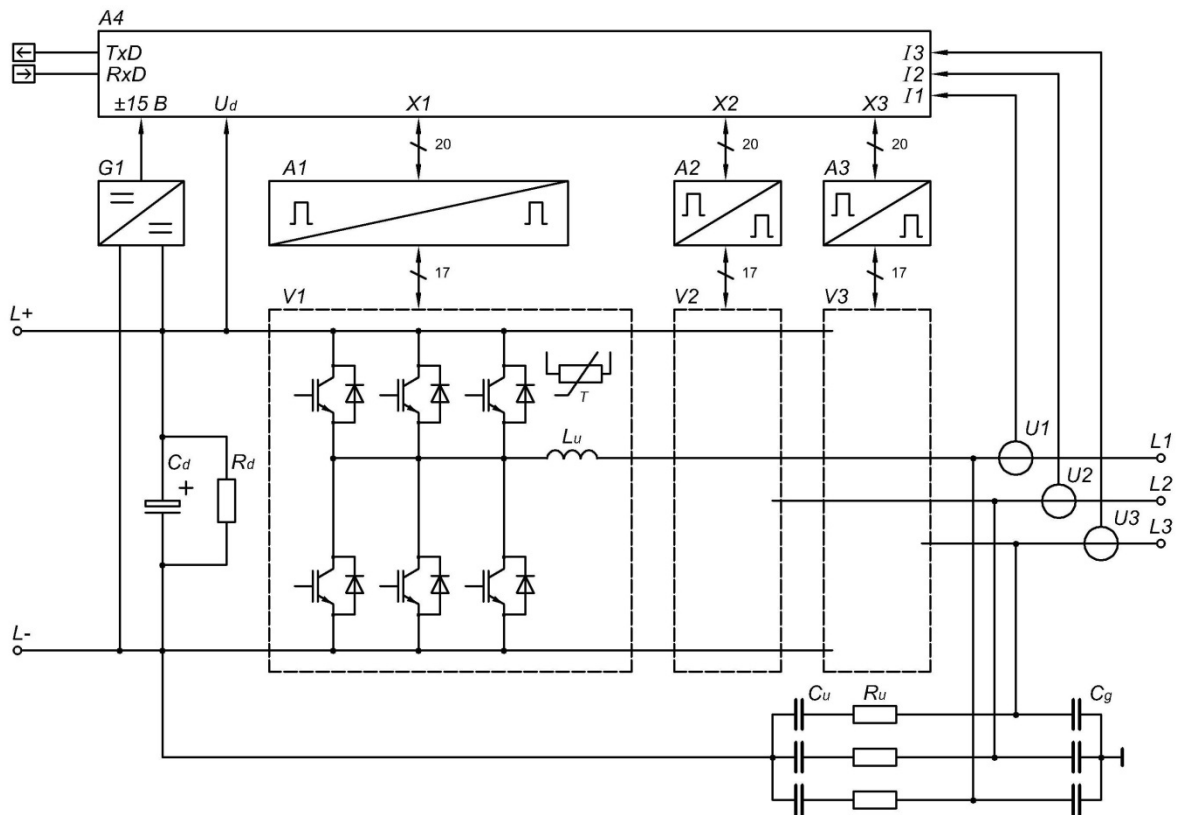 A4
TxD
RxD
±15 В
Ud
X1
X2
X3
I3
I2
I1
20
20
20
G1
A1
A2
A3
=
=
17
17
17
L+
V1
V2
V3
T
Lu
U1
L1
U2
L2
U3
L3
Cd
+
Rd
L-
Cu
Ru
Cg